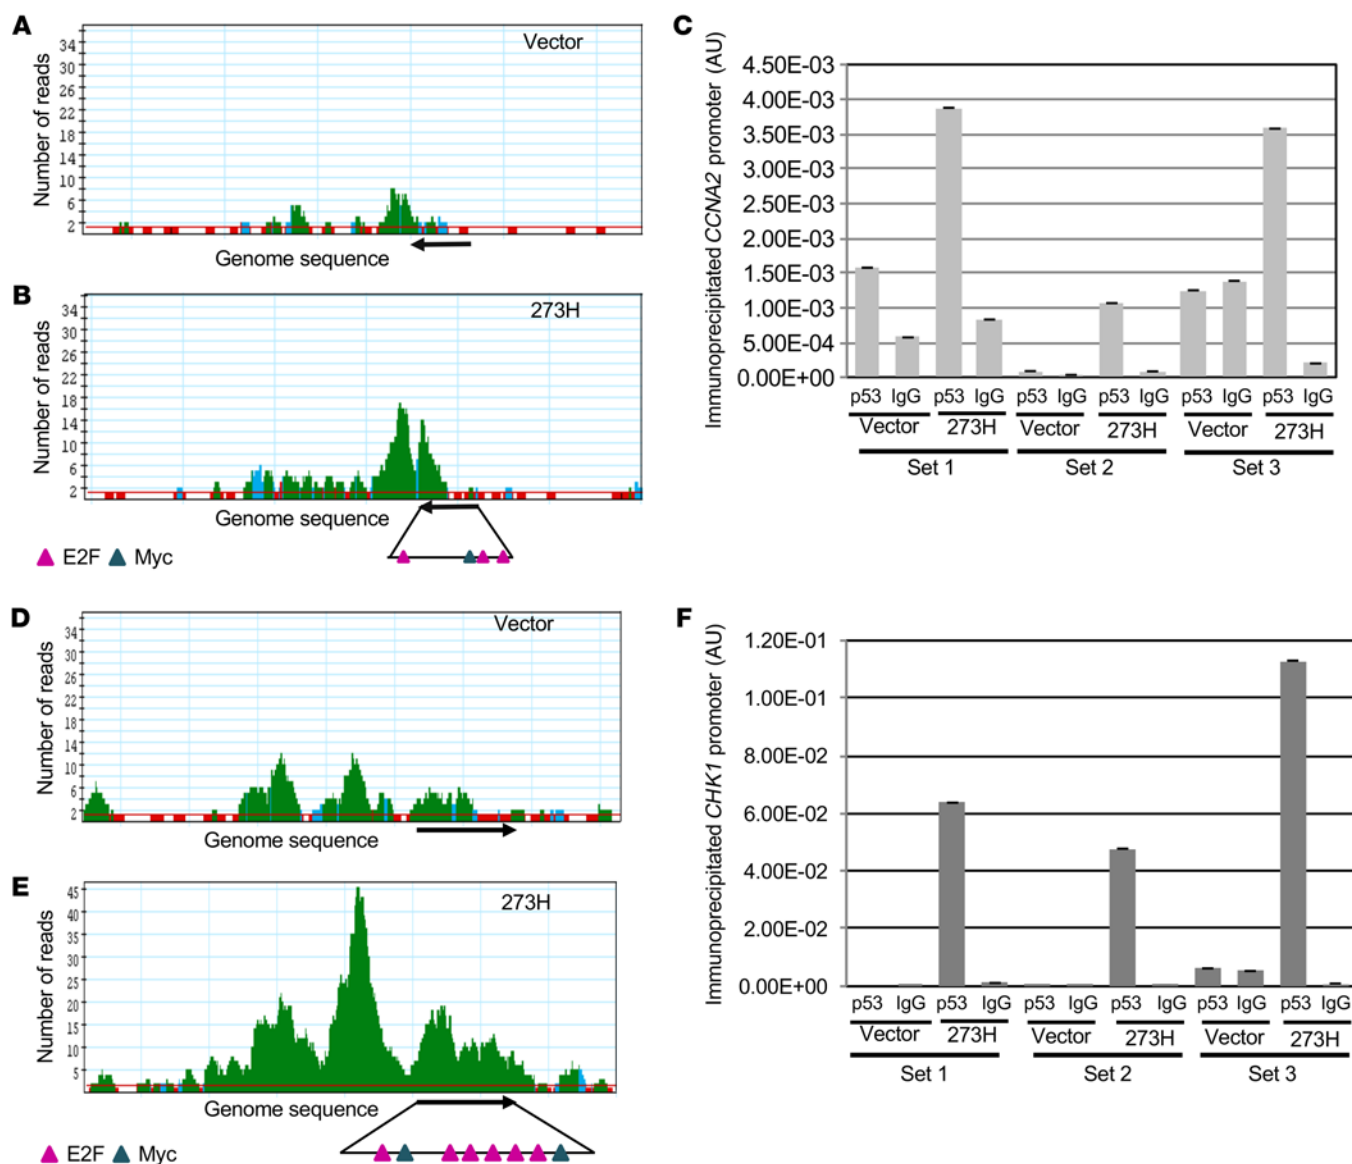 A
Vector
Number of reads
34
30
26
22
18
14
10
6
2
Genome sequence
B
273H
Number of reads
34
30
26
22
18
14
10
6
2
Genome sequence
E2F Myc
C
Immunoprecipitated CCNA2 promoter (AU)
4.50E-03
4.00E-03
3.50E-03
3.00E-03
2.50E-03
2.00E-03
1.50E-03
1.00E-03
5.00E-04
0.00E+00
p53 IgG p53 IgG p53 IgG p53 IgG p53 IgG p53 IgG
Vector 273H Vector 273H Vector 273H
Set 1 Set 2 Set 3
D
Vector
Number of reads
34
30
26
22
18
14
10
6
2
Genome sequence
E
273H
Number of reads
45
40
35
30
25
20
15
10
5
Genome sequence
E2F Myc
F
Immunoprecipitated CHK1 promoter (AU)
1.20E-01
1.00E-01
8.00E-02
6.00E-02
4.00E-02
2.00E-02
0.00E+00
p53 IgG p53 IgG p53 IgG p53 IgG p53 IgG p53 IgG
Vector 273H Vector 273H Vector 273H
Set 1 Set 2 Set 3